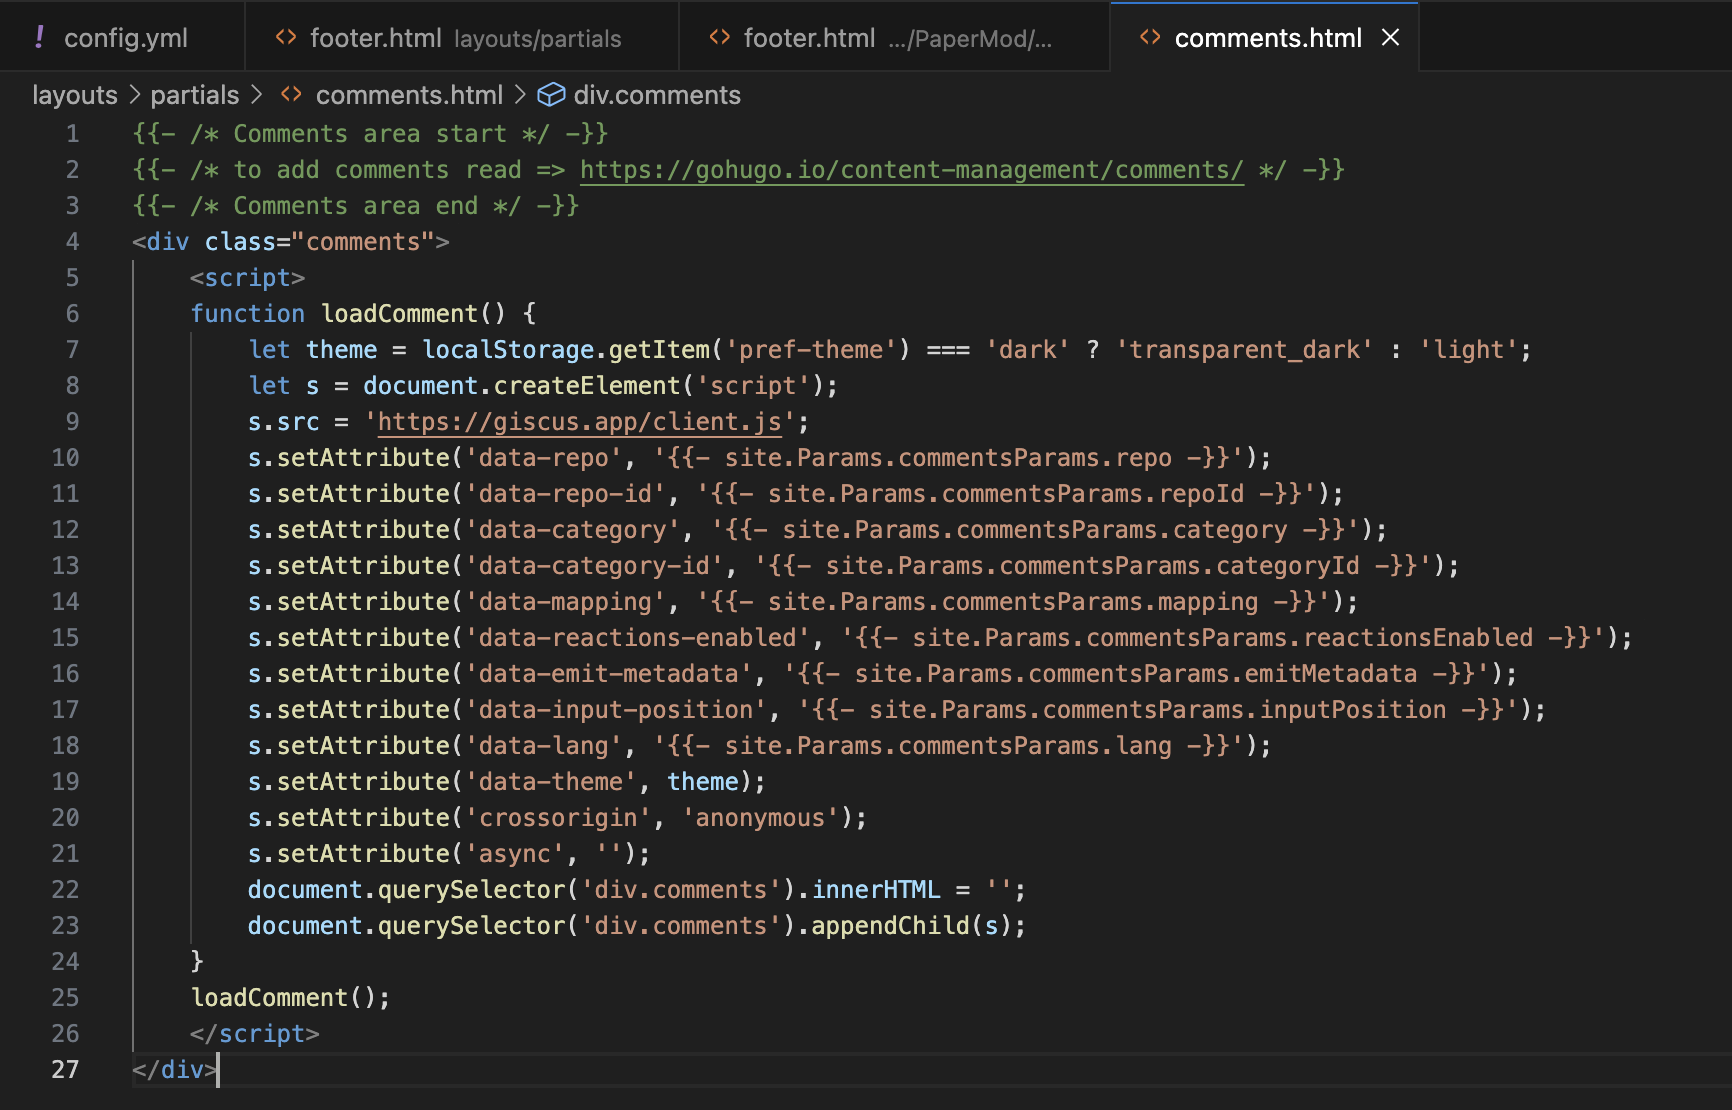 ! config.yml <> footer.html layouts/partials <> footer.html .../PaperMod/... <> comments.html ×
layouts > partials > <> comments.html > div.comments
1 {{- /* Comments area start */ -}}
2 {{- /* to add comments read => https://gohugo.io/content-management/comments/ */ -}}
3 {{- /* Comments area end */ -}}
4 <div class="comments">
5     <script>
6     function loadComment() {
7         let theme = localStorage.getItem('pref-theme') === 'dark' ? 'transparent_dark' : 'light';
8         let s = document.createElement('script');
9         s.src = 'https://giscus.app/client.js';
10         s.setAttribute('data-repo', '{{- site.Params.commentsParams.repo -}}');
11         s.setAttribute('data-repo-id', '{{- site.Params.commentsParams.repoId -}}');
12         s.setAttribute('data-category', '{{- site.Params.commentsParams.category -}}');
13         s.setAttribute('data-category-id', '{{- site.Params.commentsParams.categoryId -}}');
14         s.setAttribute('data-mapping', '{{- site.Params.commentsParams.mapping -}}');
15         s.setAttribute('data-reactions-enabled', '{{- site.Params.commentsParams.reactionsEnabled -}}');
16         s.setAttribute('data-emit-metadata', '{{- site.Params.commentsParams.emitMetadata -}}');
17         s.setAttribute('data-input-position', '{{- site.Params.commentsParams.inputPosition -}}');
18         s.setAttribute('data-lang', '{{- site.Params.commentsParams.lang -}}');
19         s.setAttribute('data-theme', theme);
20         s.setAttribute('crossorigin', 'anonymous');
21         s.setAttribute('async', '');
22         document.querySelector('div.comments').innerHTML = '';
23         document.querySelector('div.comments').appendChild(s);
24     }
25     loadComment();
26     </script>
27 </div>